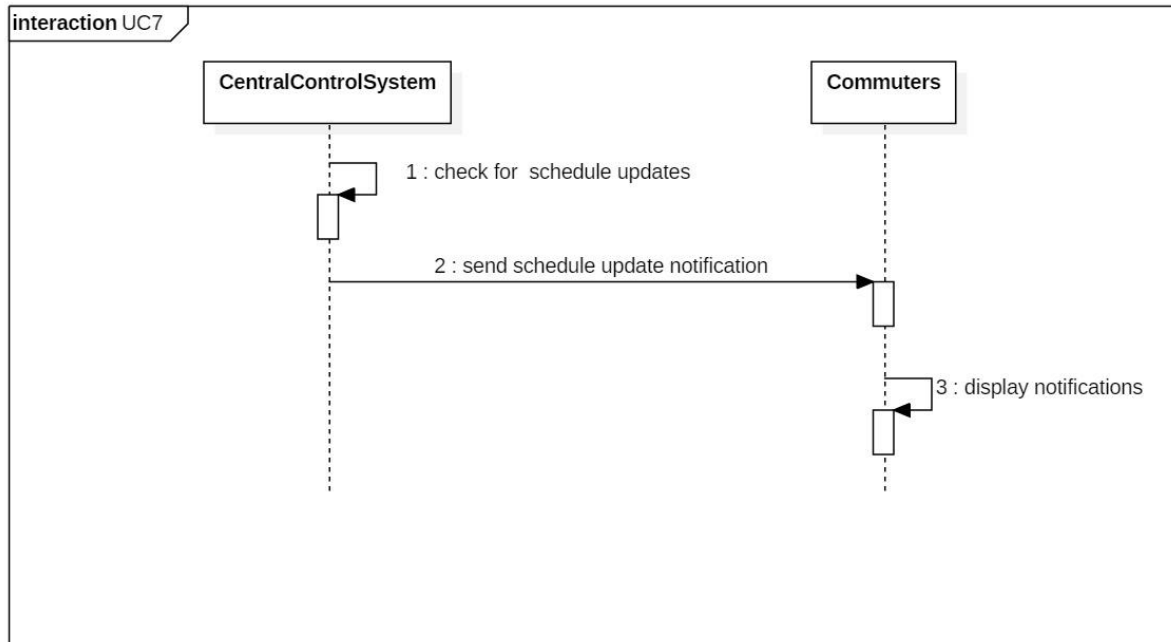 interaction UC7
CentralControlSystem
Commuters
1 : check for  schedule updates
2 : send schedule update notification
3 : display notifications